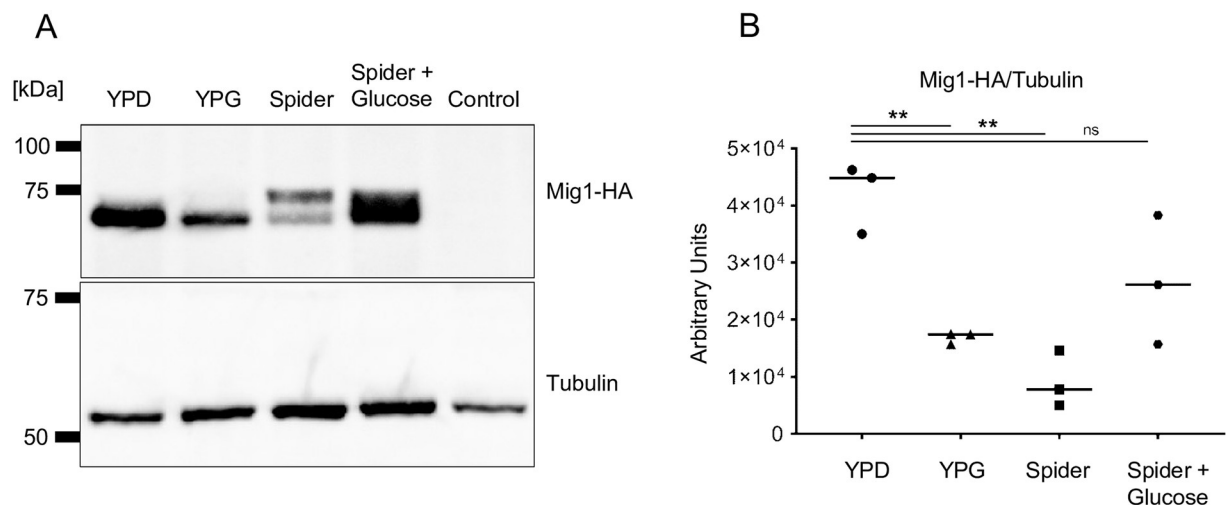 A
[kDa]
YPD
YPG
Spider
Spider +
Glucose
Control
100
75
Mig1-HA
75
50
Tubulin
B
Mig1-HA/Tubulin
**
**
ns
5×10⁴
4×10⁴
3×10⁴
2×10⁴
1×10⁴
0
Arbitrary Units
YPD
YPG
Spider
Spider +
Glucose